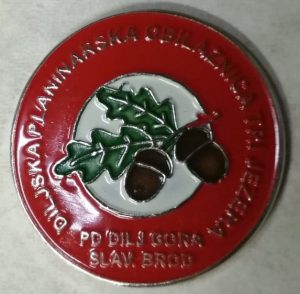 DILJSKA PLANINARSKA OBILAZNICA TRI JEZERA
PD DILJ GORA
SLAV. BROD